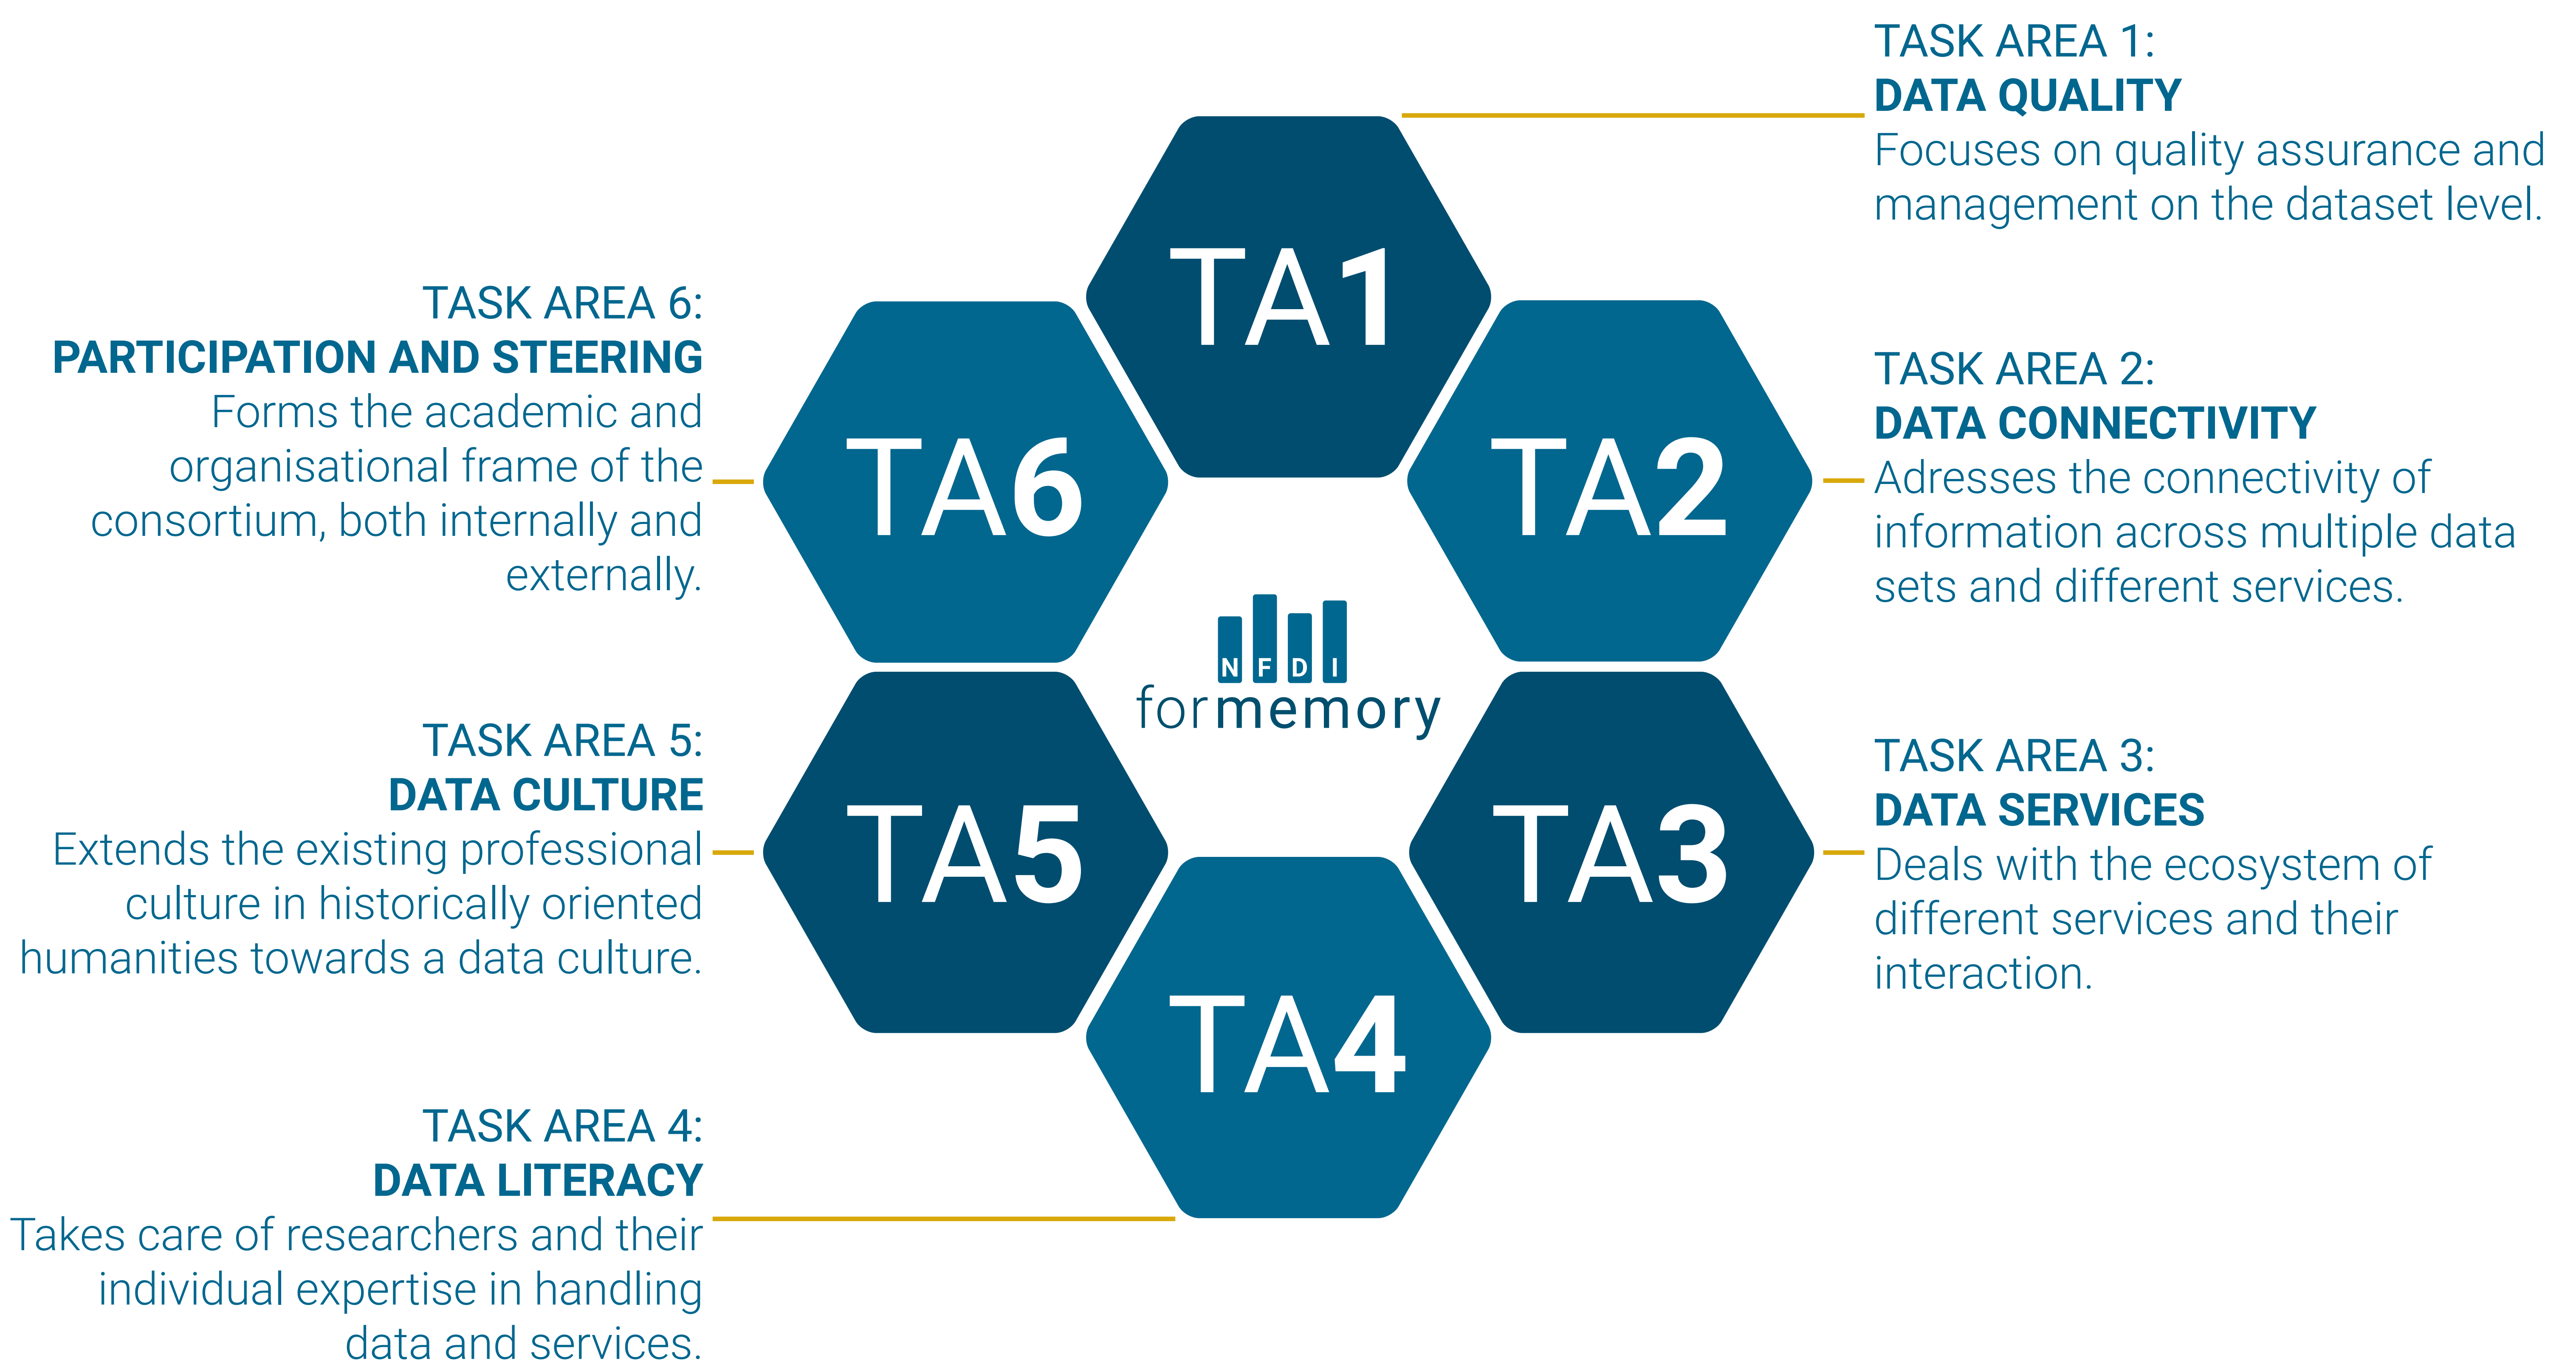 TASK AREA 1:
DATA QUALITY
Focuses on quality assurance and
management on the dataset level.
TASK AREA 2:
DATA CONNECTIVITY
Adresses the connectivity of
information across multiple data
sets and different services.
TASK AREA 3:
DATA SERVICES
Deals with the ecosystem of
different services and their
interaction.
TASK AREA 4:
DATA LITERACY
Takes care of researchers and their
individual expertise in handling
data and services.
TASK AREA 5:
DATA CULTURE
Extends the existing professional
culture in historically oriented
humanities towards a data culture.
TASK AREA 6:
PARTICIPATION AND STEERING
Forms the academic and
organisational frame of the
consortium, both internally and
externally.
TA1
TA2
TA3
TA4
TA5
TA6
NFDI
formemory